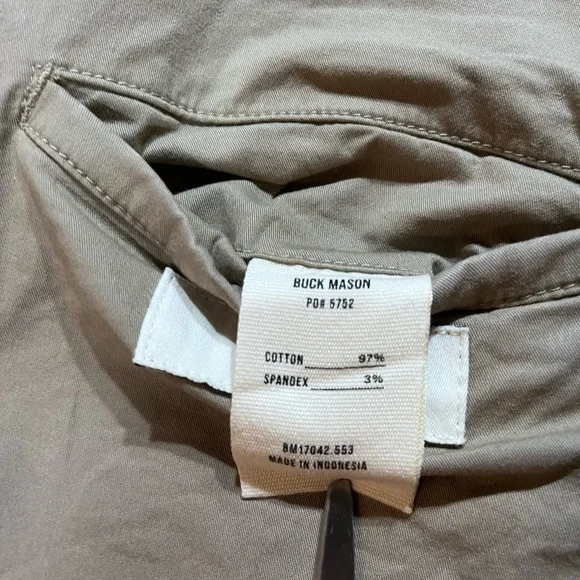 BUCK MASON
PO# 5752
COTTON 97%
SPANDEX 3%
BM17042.553
MADE IN INDONESIA